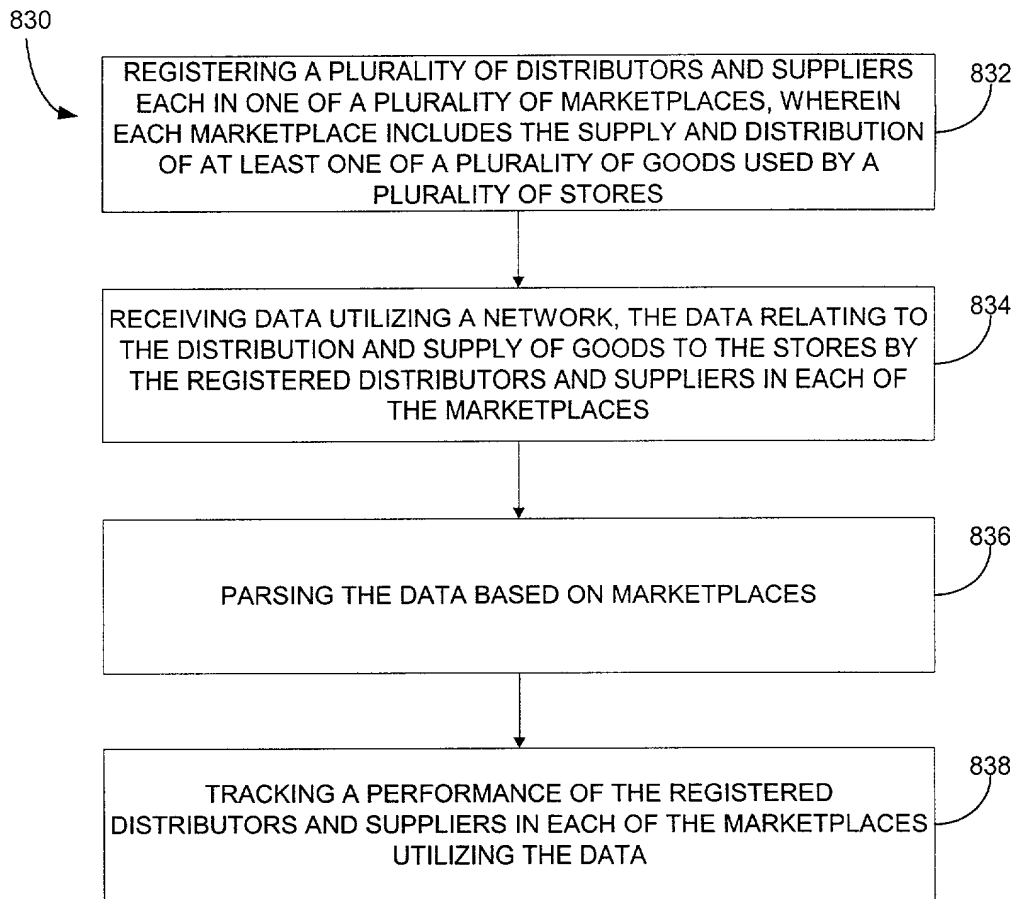 830
REGISTERING A PLURALITY OF DISTRIBUTORS AND SUPPLIERS
EACH IN ONE OF A PLURALITY OF MARKETPLACES, WHEREIN
EACH MARKETPLACE INCLUDES THE SUPPLY AND DISTRIBUTION
OF AT LEAST ONE OF A PLURALITY OF GOODS USED BY A
PLURALITY OF STORES
832
RECEIVING DATA UTILIZING A NETWORK, THE DATA RELATING TO
THE DISTRIBUTION AND SUPPLY OF GOODS TO THE STORES BY
THE REGISTERED DISTRIBUTORS AND SUPPLIERS IN EACH OF
THE MARKETPLACES
834
PARSING THE DATA BASED ON MARKETPLACES
836
TRACKING A PERFORMANCE OF THE REGISTERED
DISTRIBUTORS AND SUPPLIERS IN EACH OF THE MARKETPLACES
UTILIZING THE DATA
838